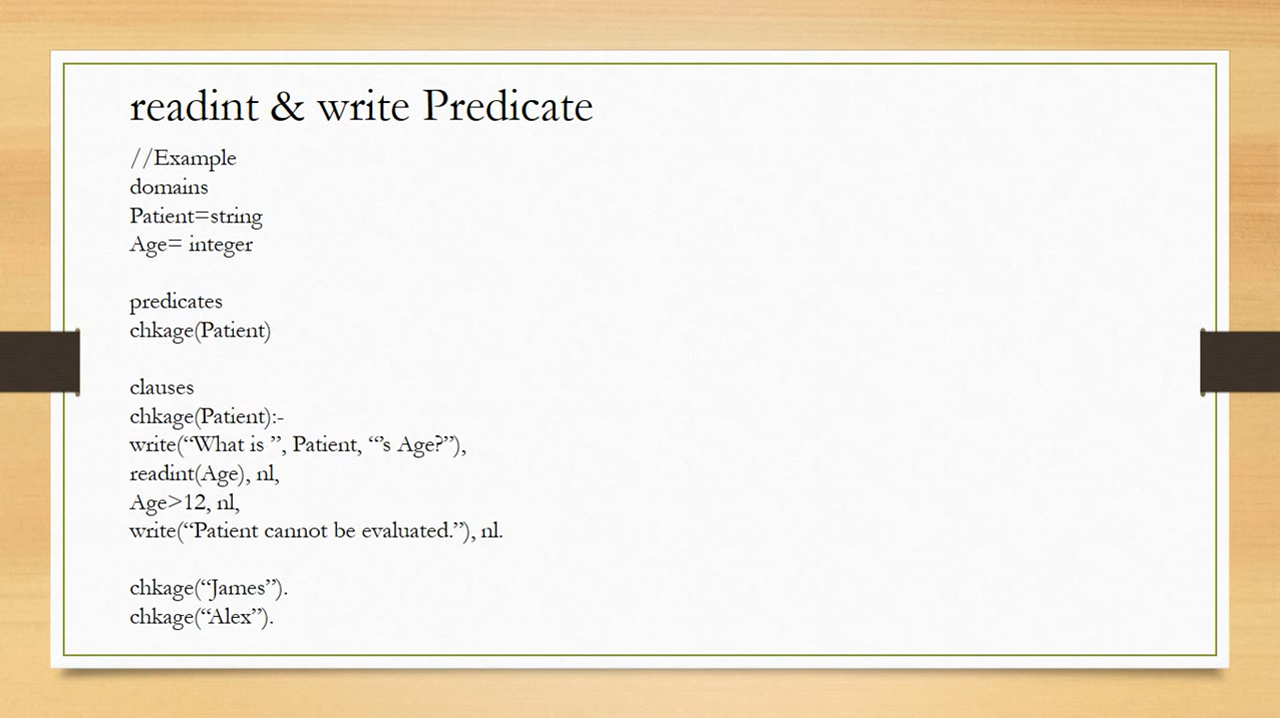 readint & write Predicate
//Example
domains
Patient=string
Age= integer
predicates
chkage(Patient)
clauses
chkage(Patient):-
write(“What is ”, Patient, “’s Age?”),
readint(Age), nl,
Age>12, nl,
write(“Patient cannot be evaluated.”), nl.
chkage(“James”).
chkage(“Alex”).